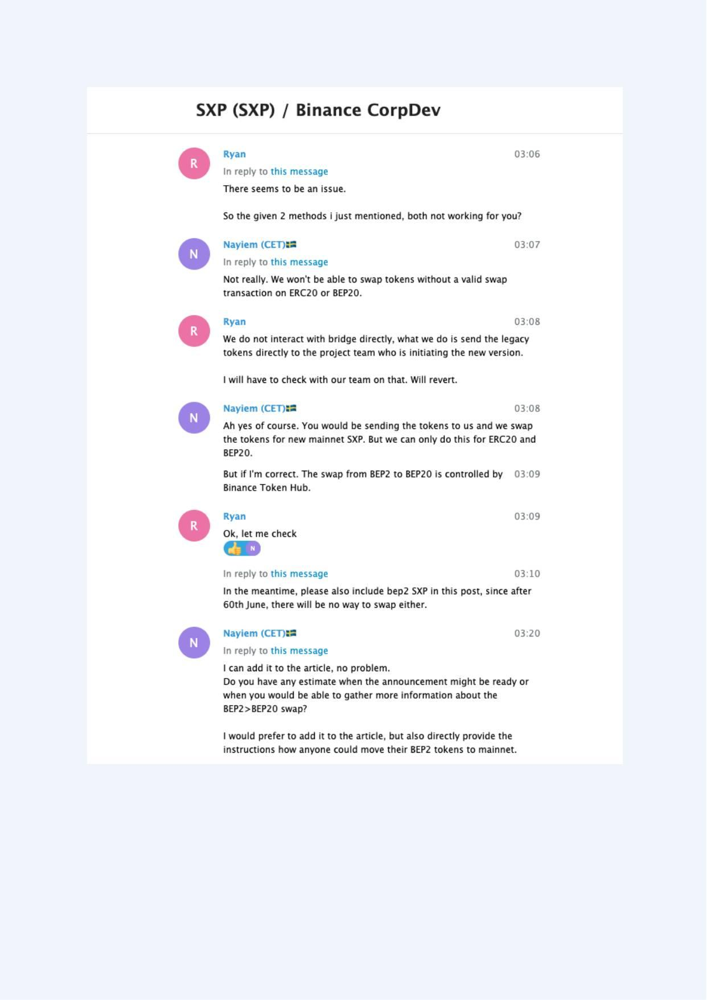 SXP (SXP) / Binance CorpDev
R
Ryan 03:06
In reply to this message
There seems to be an issue.
So the given 2 methods i just mentioned, both not working for you?
N
Nayiem (CET)🇸🇪 03:07
In reply to this message
Not really. We won't be able to swap tokens without a valid swap
transaction on ERC20 or BEP20.
R
Ryan 03:08
We do not interact with bridge directly, what we do is send the legacy
tokens directly to the project team who is initiating the new version.
I will have to check with our team on that. Will revert.
N
Nayiem (CET)🇸🇪 03:08
Ah yes of course. You would be sending the tokens to us and we swap
the tokens for new mainnet SXP. But we can only do this for ERC20 and
BEP20.
But if I'm correct. The swap from BEP2 to BEP20 is controlled by 03:09
Binance Token Hub.
R
Ryan 03:09
Ok, let me check
👍 N
In reply to this message 03:10
In the meantime, please also include bep2 SXP in this post, since after
60th June, there will be no way to swap either.
N
Nayiem (CET)🇸🇪 03:20
In reply to this message
I can add it to the article, no problem.
Do you have any estimate when the announcement might be ready or
when you would be able to gather more information about the
BEP2>BEP20 swap?
I would prefer to add it to the article, but also directly provide the
instructions how anyone could move their BEP2 tokens to mainnet.